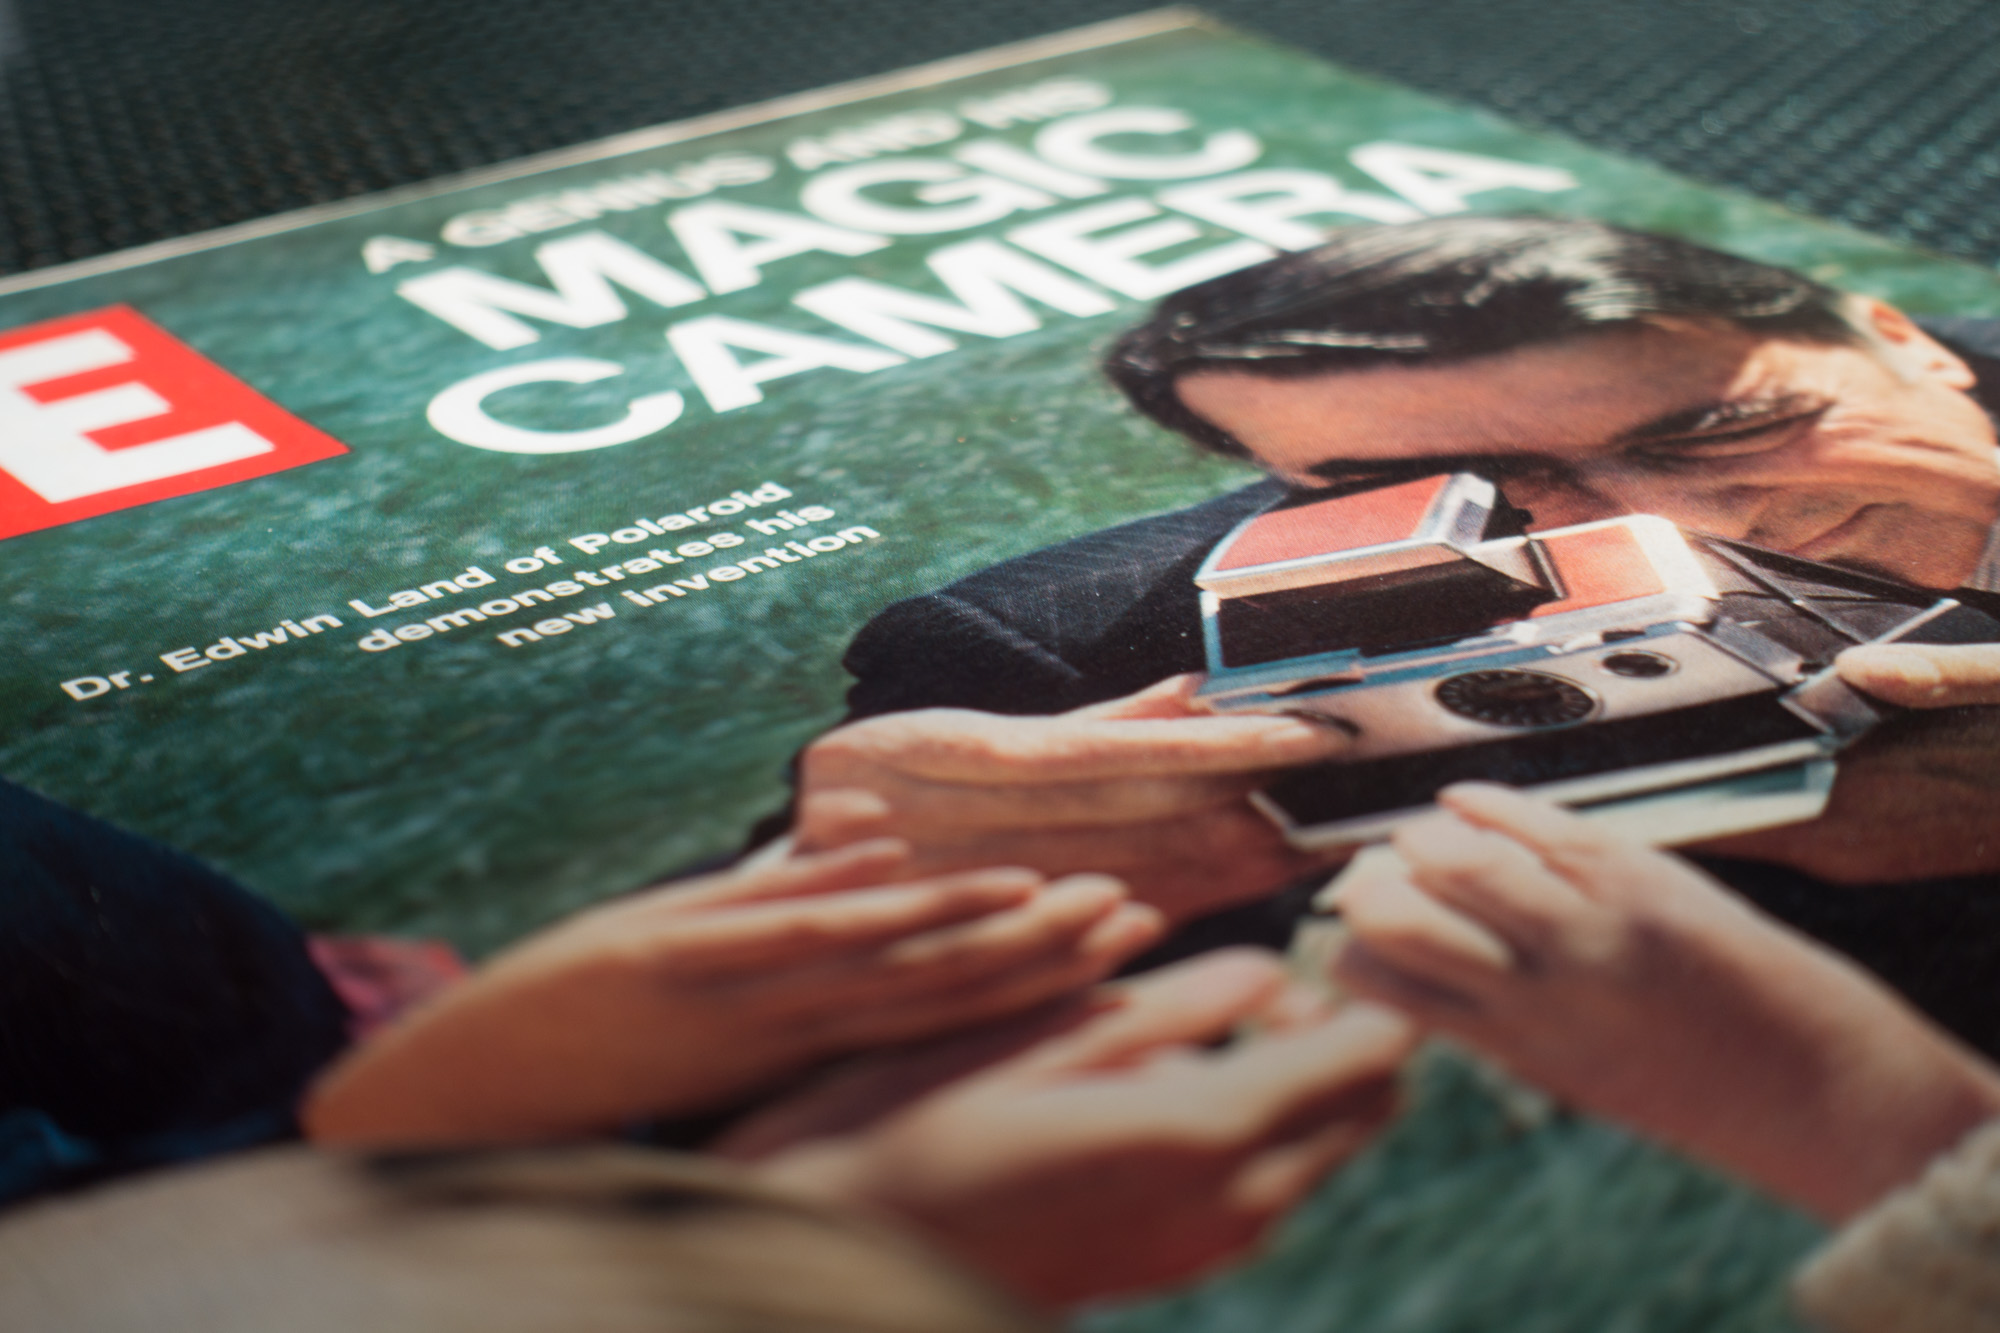 E
A GENIUS AND HIS
MAGIC
CAMERA
Dr. Edwin Land of Polaroid
demonstrates his
new invention